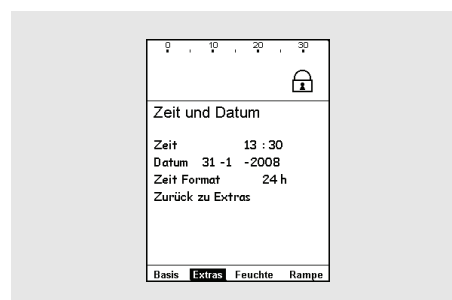 0 10 20 30
Zeit und Datum
Zeit 13 : 30
Datum 31 -1 -2008
Zeit Format 24 h
Zurück zu Extras
Basis Extras Feuchte Rampe